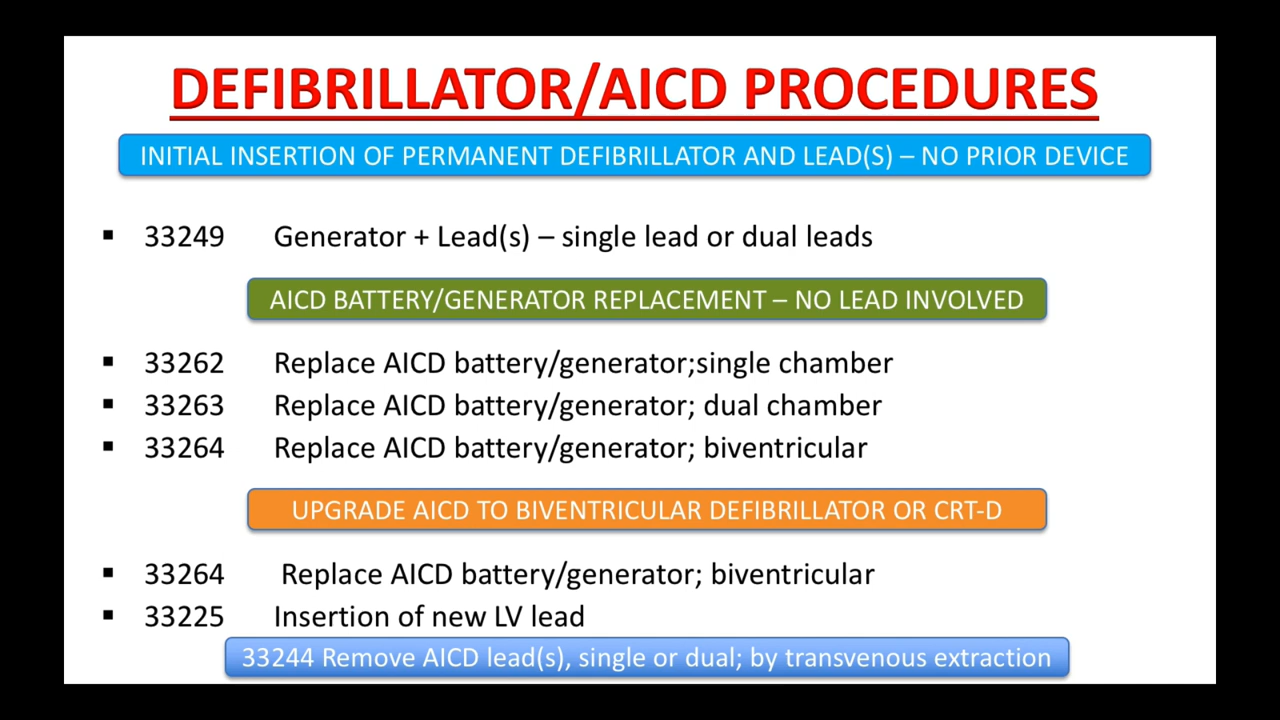 DEFIBRILLATOR/AICD PROCEDURES
INITIAL INSERTION OF PERMANENT DEFIBRILLATOR AND LEAD(S) – NO PRIOR DEVICE
▪ 33249 Generator + Lead(s) – single lead or dual leads
AICD BATTERY/GENERATOR REPLACEMENT – NO LEAD INVOLVED
▪ 33262 Replace AICD battery/generator;single chamber
▪ 33263 Replace AICD battery/generator; dual chamber
▪ 33264 Replace AICD battery/generator; biventricular
UPGRADE AICD TO BIVENTRICULAR DEFIBRILLATOR OR CRT-D
▪ 33264 Replace AICD battery/generator; biventricular
▪ 33225 Insertion of new LV lead
33244 Remove AICD lead(s), single or dual; by transvenous extraction